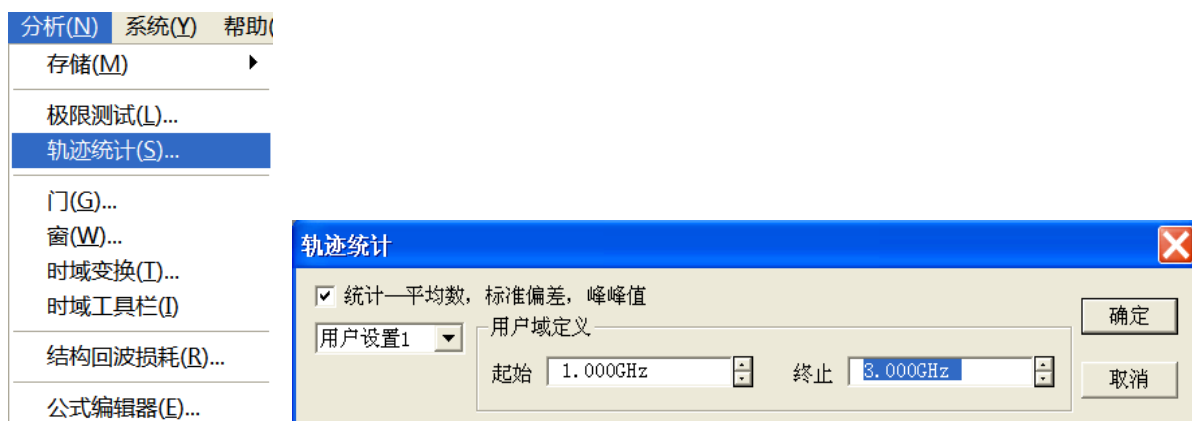 分析(N) 系统(Y) 帮助(
存储(M)
极限测试(L)...
轨迹统计(S)...
门(G)...
窗(W)...
时域变换(T)...
时域工具栏(I)
结构回波损耗(R)...
公式编辑器(E)...
轨迹统计
统计—平均数, 标准偏差, 峰峰值
用户设置1
用户域定义
起始 1.000GHz 终止 3.000GHz
确定
取消